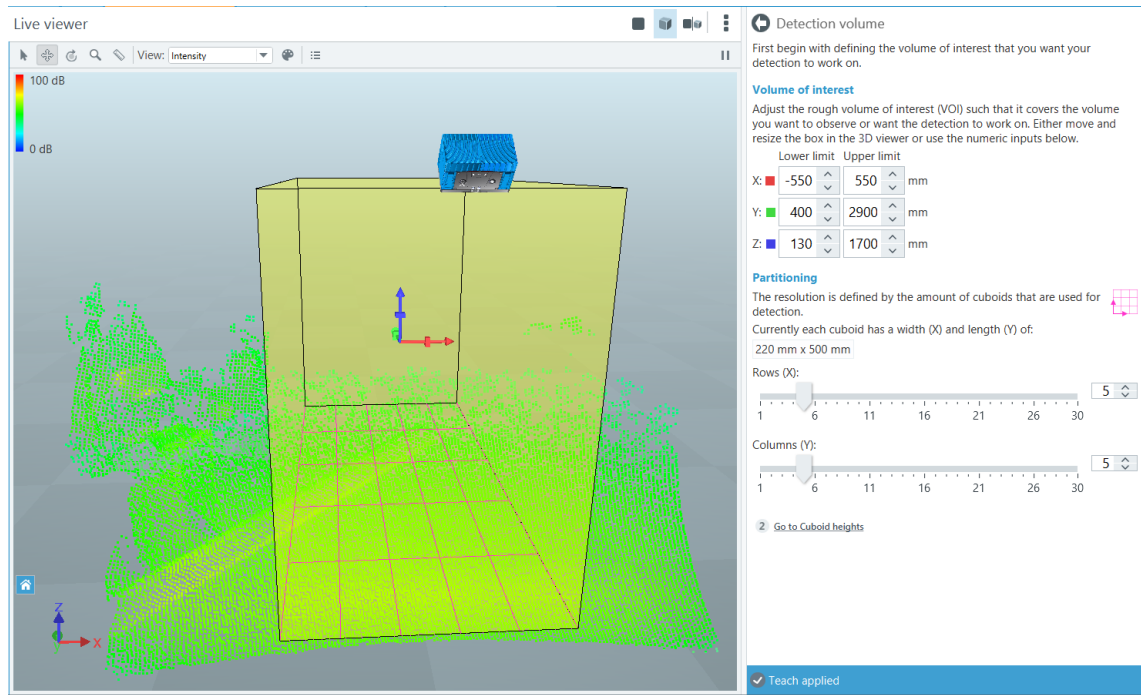 Live viewer
View: Intensity
100 dB
0 dB
Z
X
Detection volume
First begin with defining the volume of interest that you want your
detection to work on.
Volume of interest
Adjust the rough volume of interest (VOI) such that it covers the volume
you want to observe or want the detection to work on. Either move and
resize the box in the 3D viewer or use the numeric inputs below.
Lower limit Upper limit
X: -550 550 mm
Y: 400 2900 mm
Z: 130 1700 mm
Partitioning
The resolution is defined by the amount of cuboids that are used for
detection.
Currently each cuboid has a width (X) and length (Y) of:
220 mm x 500 mm
Rows (X):
5
1 6 11 16 21 26 30
Columns (Y):
5
1 6 11 16 21 26 30
2 Go to Cuboid heights
Teach applied